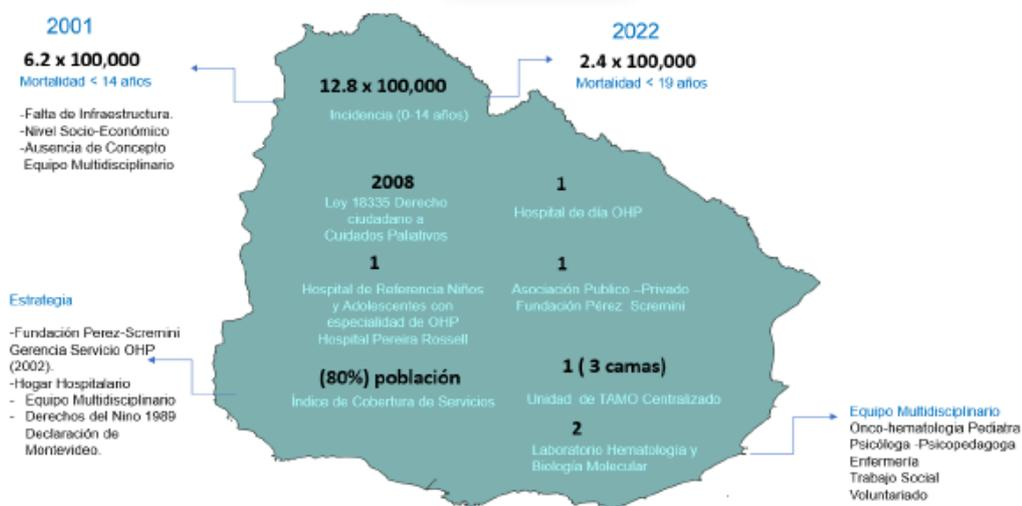 2001
6.2 x 100,000
Mortalidad < 14 años
-Falta de Infraestructura.
-Nivel Socio-Económico
-Ausencia de Concepto
Equipo Multidisciplinario
2022
2.4 x 100,000
Mortalidad < 19 años
12.8 x 100,000
Incidencia (0-14 años)
2008
Ley 18335 Derecho
ciudadano a
Cuidados Paliativos
1
Hospital de día OHP
1
Hospital de Referencia Niños
y Adolescentes con
especialidad de OHP
Hospital Pereira Rossell
1
Asociación Publico –Privado
Fundación Pérez Scremini
(80%) población
Índice de Cobertura de Servicios
1 ( 3 camas)
Unidad de TAMO Centralizado
2
Laboratorio Hematología y
Biología Molecular
Estrategia
-Fundación Perez-Scremini
Gerencia Servicio OHP
(2002).
-Hogar Hospitalario
- Equipo Multidisciplinario
- Derechos del Nino 1989
Declaración de
Montevideo.
Equipo Multidisciplinario
Onco-hematologia Pediatra
Psicóloga -Psicopedagoga
Enfermería
Trabajo Social
Voluntariado